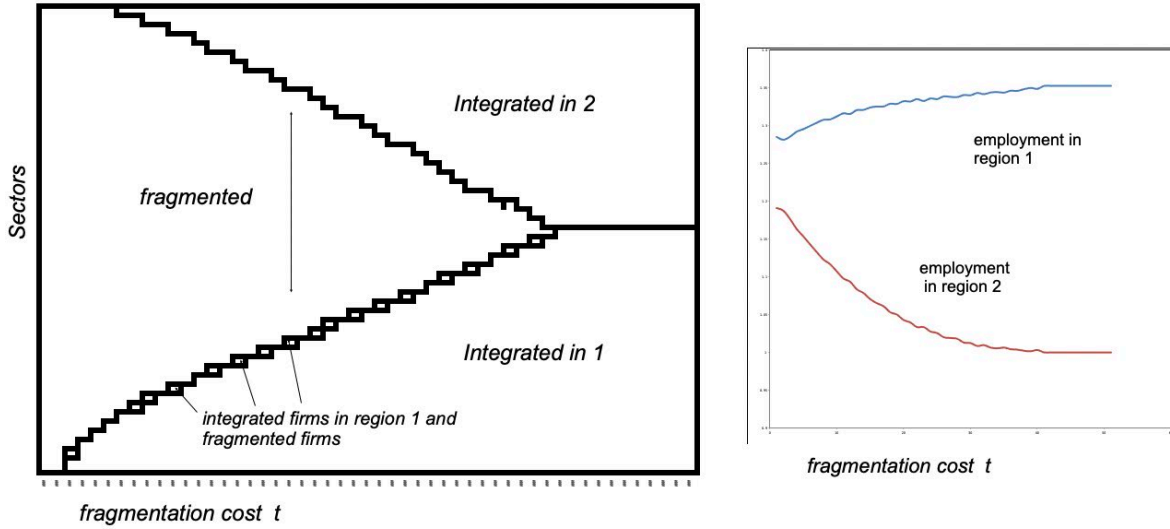 Sectors
Integrated in 2
fragmented
Integrated in 1
integrated firms in region 1 and
fragmented firms
fragmentation cost t
employment in
region 1
employment
in region 2
fragmentation cost t